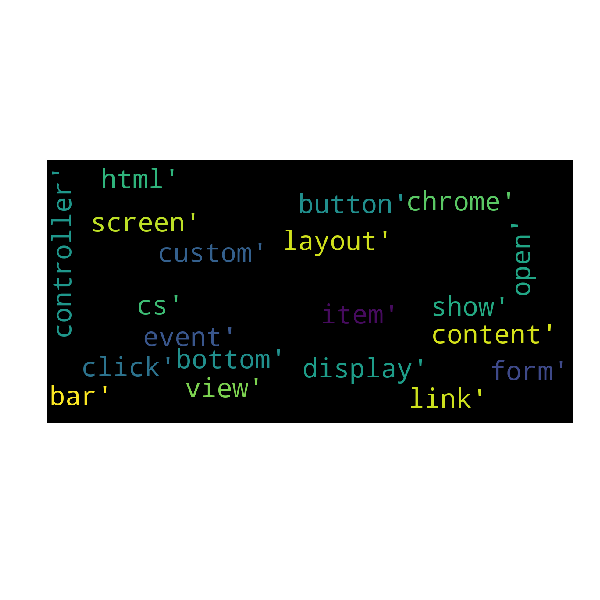 html'
controller'
button'
chrome'
screen'
layout'
custom'
open'
cs'
item'
show'
event'
content'
click'
bottom'
display'
form'
view'
bar'
link'